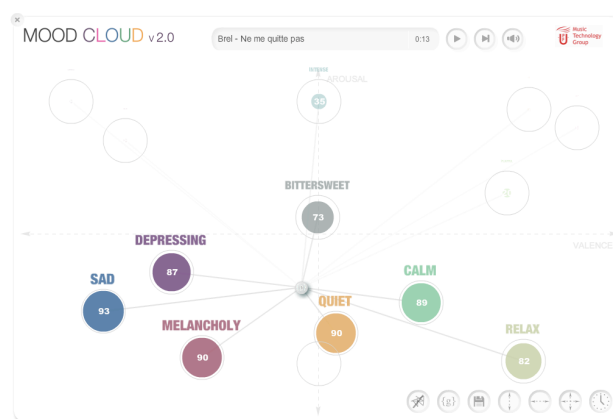 MOOD CLOUD v 2.0
Brel - Ne me quitte pas
0:13
Music
Technology
Group
AROUSAL
35
BITTERSWEET
73
VALENCE
DEPRESSING
87
CALM
89
SAD
93
QUIET
90
MELANCHOLY
90
RELAX
82
{g}